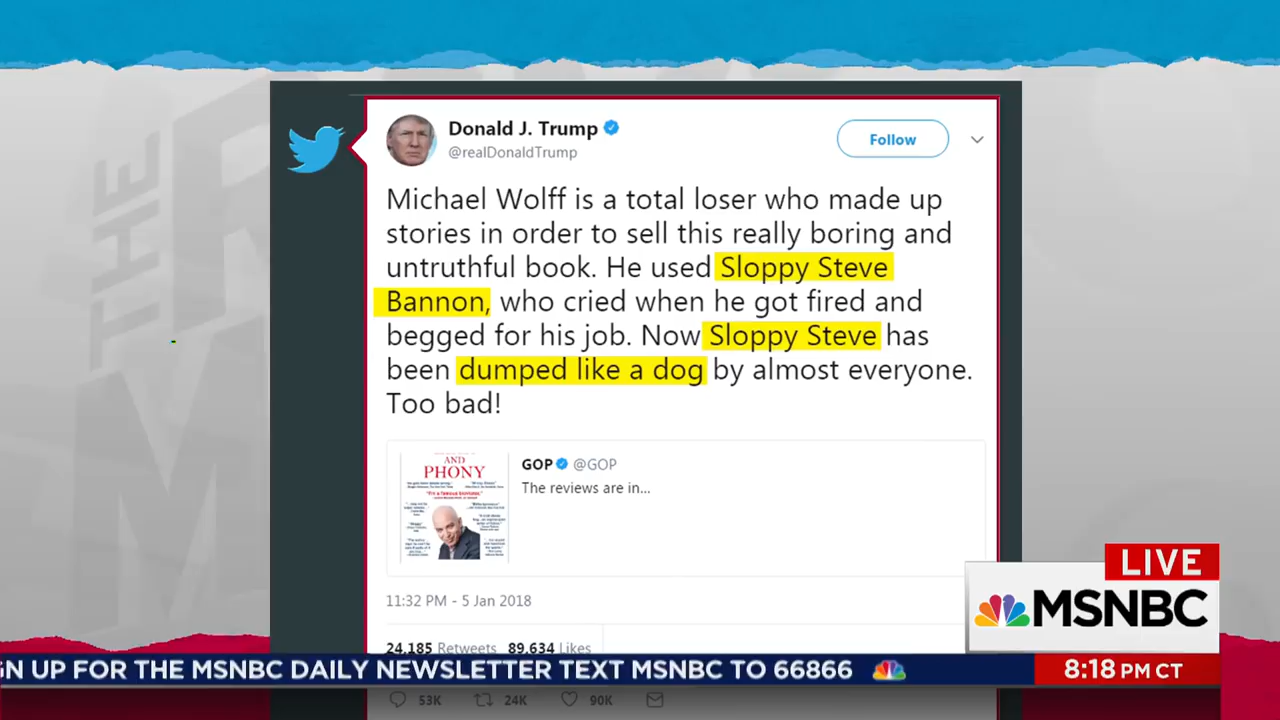 THE
Donald J. Trump
@realDonaldTrump
Follow
Michael Wolff is a total loser who made up
stories in order to sell this really boring and
untruthful book. He used Sloppy Steve
Bannon, who cried when he got fired and
begged for his job. Now Sloppy Steve has
been dumped like a dog by almost everyone.
Too bad!
AND
PHONY
GOP @GOP
The reviews are in...
11:32 PM - 5 Jan 2018
24,185 Retweets 89,634 Likes
LIVE
MSNBC
GN UP FOR THE MSNBC DAILY NEWSLETTER TEXT MSNBC TO 66866
8:18 PM CT
53K 24K 90K